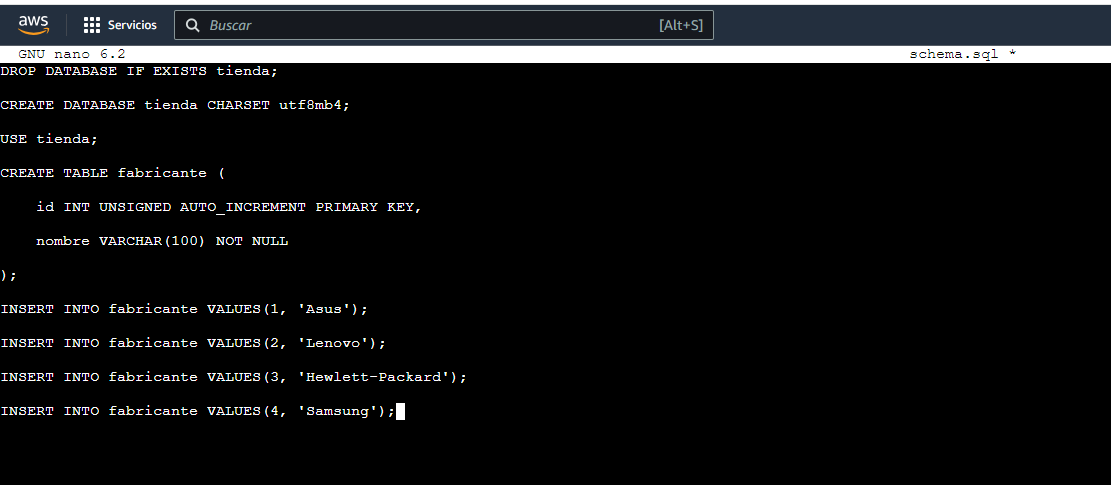 aws Servicios Buscar [Alt+S]
GNU nano 6.2 schema.sql *
DROP DATABASE IF EXISTS tienda;
CREATE DATABASE tienda CHARSET utf8mb4;
USE tienda;
CREATE TABLE fabricante (
    id INT UNSIGNED AUTO_INCREMENT PRIMARY KEY,
    nombre VARCHAR(100) NOT NULL
);
INSERT INTO fabricante VALUES(1, 'Asus');
INSERT INTO fabricante VALUES(2, 'Lenovo');
INSERT INTO fabricante VALUES(3, 'Hewlett-Packard');
INSERT INTO fabricante VALUES(4, 'Samsung');